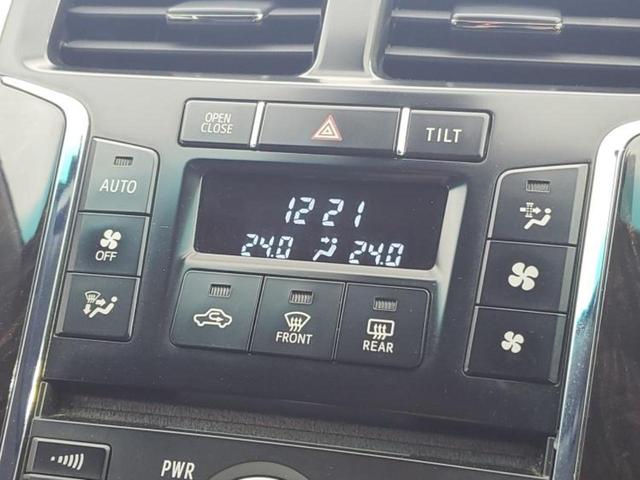 OPEN
CLOSE
TILT
AUTO
12 21
24.0 24.0
OFF
FRONT
REAR
PWR